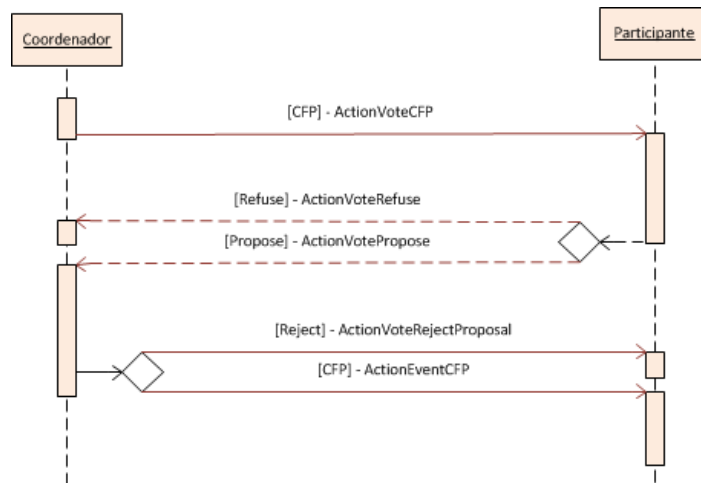 Coordenador
Participante
[CFP] - ActionVoteCFP
[Refuse] - ActionVoteRefuse
[Propose] - ActionVotePropose
[Reject] - ActionVoteRejectProposal
[CFP] - ActionEventCFP